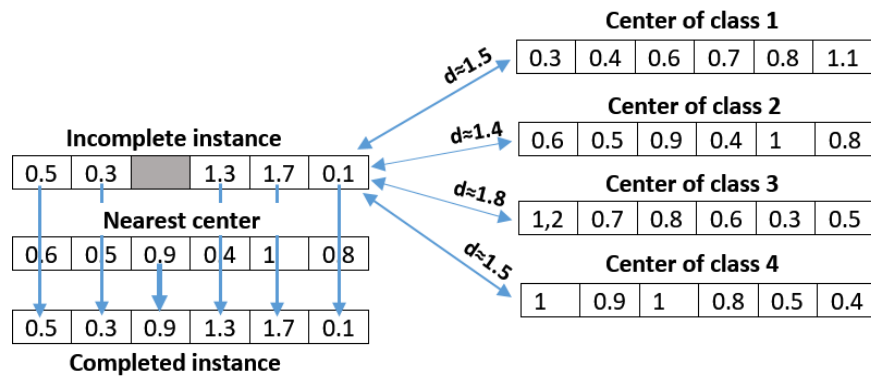 Incomplete instance
0.5 0.3 1.3 1.7 0.1
Nearest center
0.6 0.5 0.9 0.4 1 0.8
0.5 0.3 0.9 1.3 1.7 0.1
Completed instance
d≈1.5
d≈1.4
d≈1.8
d≈1.5
Center of class 1
0.3 0.4 0.6 0.7 0.8 1.1
Center of class 2
0.6 0.5 0.9 0.4 1 0.8
Center of class 3
1,2 0.7 0.8 0.6 0.3 0.5
Center of class 4
1 0.9 1 0.8 0.5 0.4